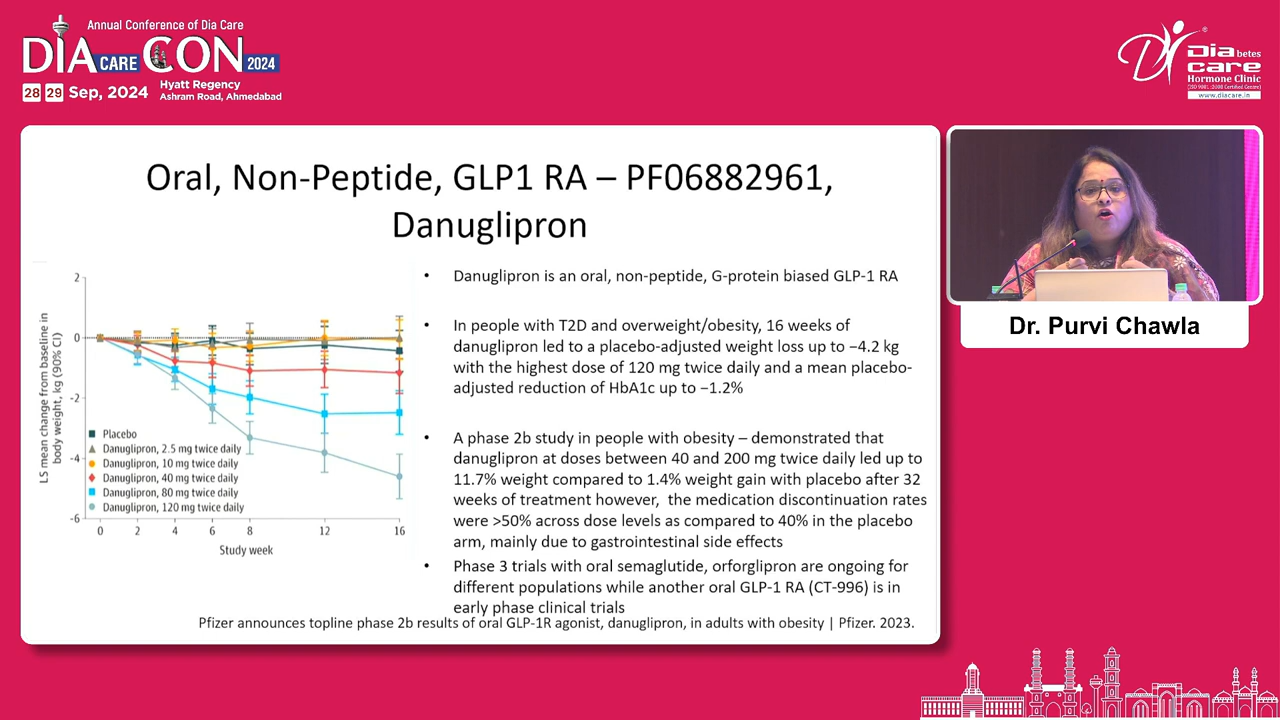 Annual Conference of Dia Care
DIA CARE CON 2024
28 29 Sep, 2024
Hyatt Regency
Ashram Road, Ahmedabad
®
Diabetes
care
Hormone Clinic
(ISO 9001:2008 Certified Centre)
www.diacare.in
Oral, Non-Peptide, GLP1 RA – PF06882961,
Danuglipron
LS mean change from baseline in
body weight, kg (90% CI)
2
0
-2
-4
-6
Placebo
Danuglipron, 2.5 mg twice daily
Danuglipron, 10 mg twice daily
Danuglipron, 40 mg twice daily
Danuglipron, 80 mg twice daily
Danuglipron, 120 mg twice daily
0 2 4 6 8 12 16
Study week
• Danuglipron is an oral, non-peptide, G-protein biased GLP-1 RA
• In people with T2D and overweight/obesity, 16 weeks of
danuglipron led to a placebo-adjusted weight loss up to −4.2 kg
with the highest dose of 120 mg twice daily and a mean placebo-
adjusted reduction of HbA1c up to −1.2%
• A phase 2b study in people with obesity – demonstrated that
danuglipron at doses between 40 and 200 mg twice daily led up to
11.7% weight compared to 1.4% weight gain with placebo after 32
weeks of treatment however, the medication discontinuation rates
were >50% across dose levels as compared to 40% in the placebo
arm, mainly due to gastrointestinal side effects
• Phase 3 trials with oral semaglutide, orforglipron are ongoing for
different populations while another oral GLP-1 RA (CT-996) is in
early phase clinical trials
Pfizer announces topline phase 2b results of oral GLP-1R agonist, danuglipron, in adults with obesity | Pfizer. 2023.
Dr. Purvi Chawla